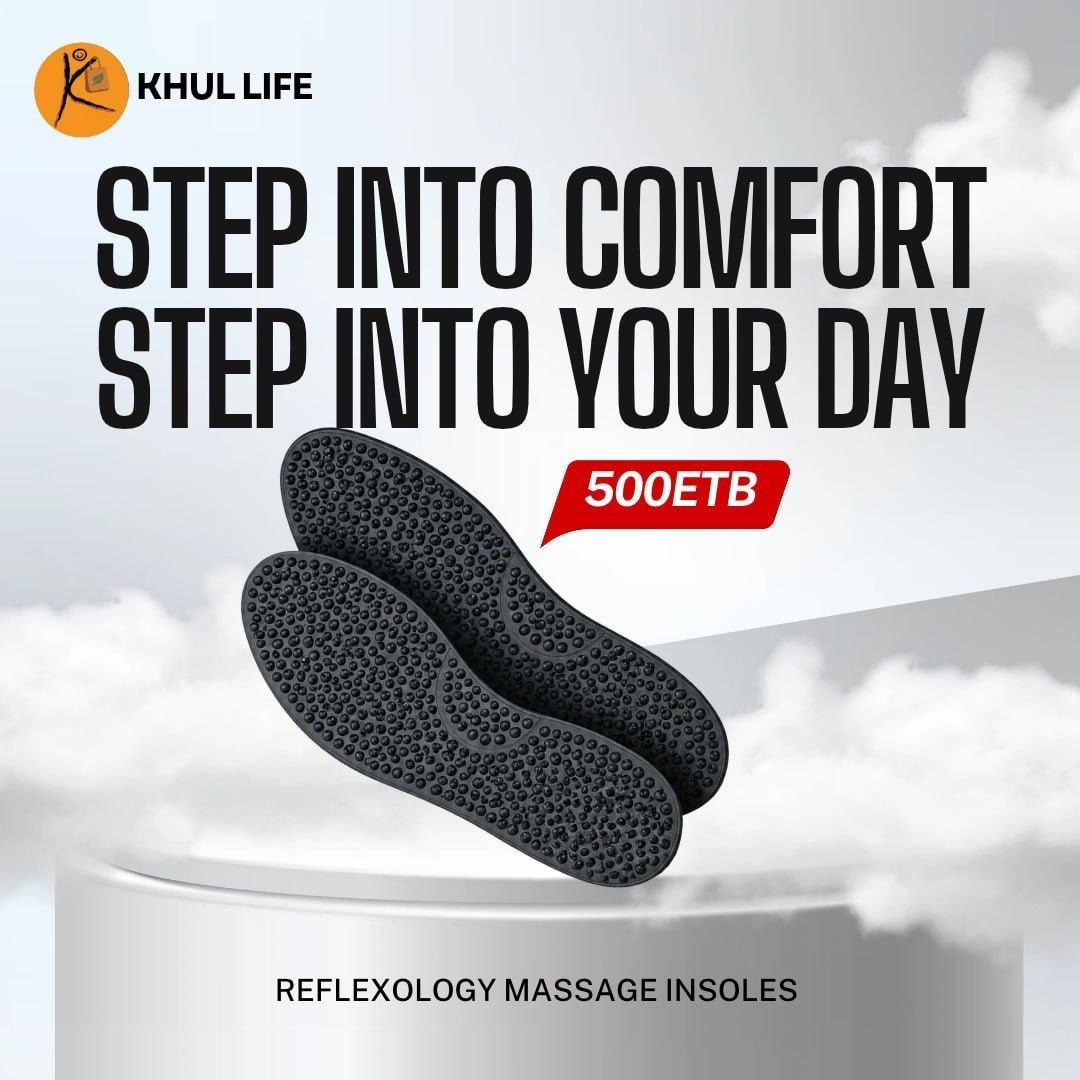 KHUL LIFE
STEP INTO COMFORT
STEP INTO YOUR DAY
500ETB
REFLEXOLOGY MASSAGE INSOLES